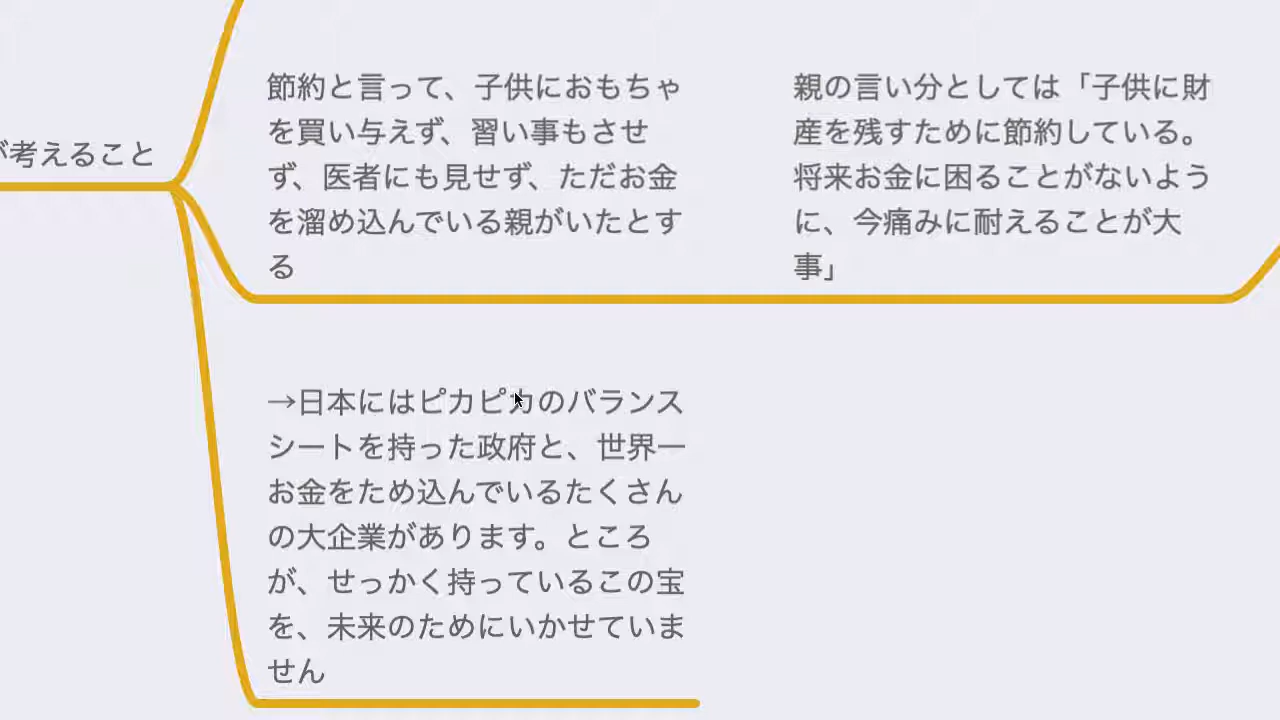 が考えること
節約と言って、子供におもちゃ
を買い与えず、習い事もさせ
ず、医者にも見せず、ただお金
を溜め込んでいる親がいたとす
る
親の言い分としては「子供に財
産を残すために節約している。
将来お金に困ることがないよう
に、今痛みに耐えることが大
事」
→日本にはピカピカのバランス
シートを持った政府と、世界一
お金をため込んでいるたくさん
の大企業があります。ところ
が、せっかく持っているこの宝
を、未来のためにいかせていま
せん